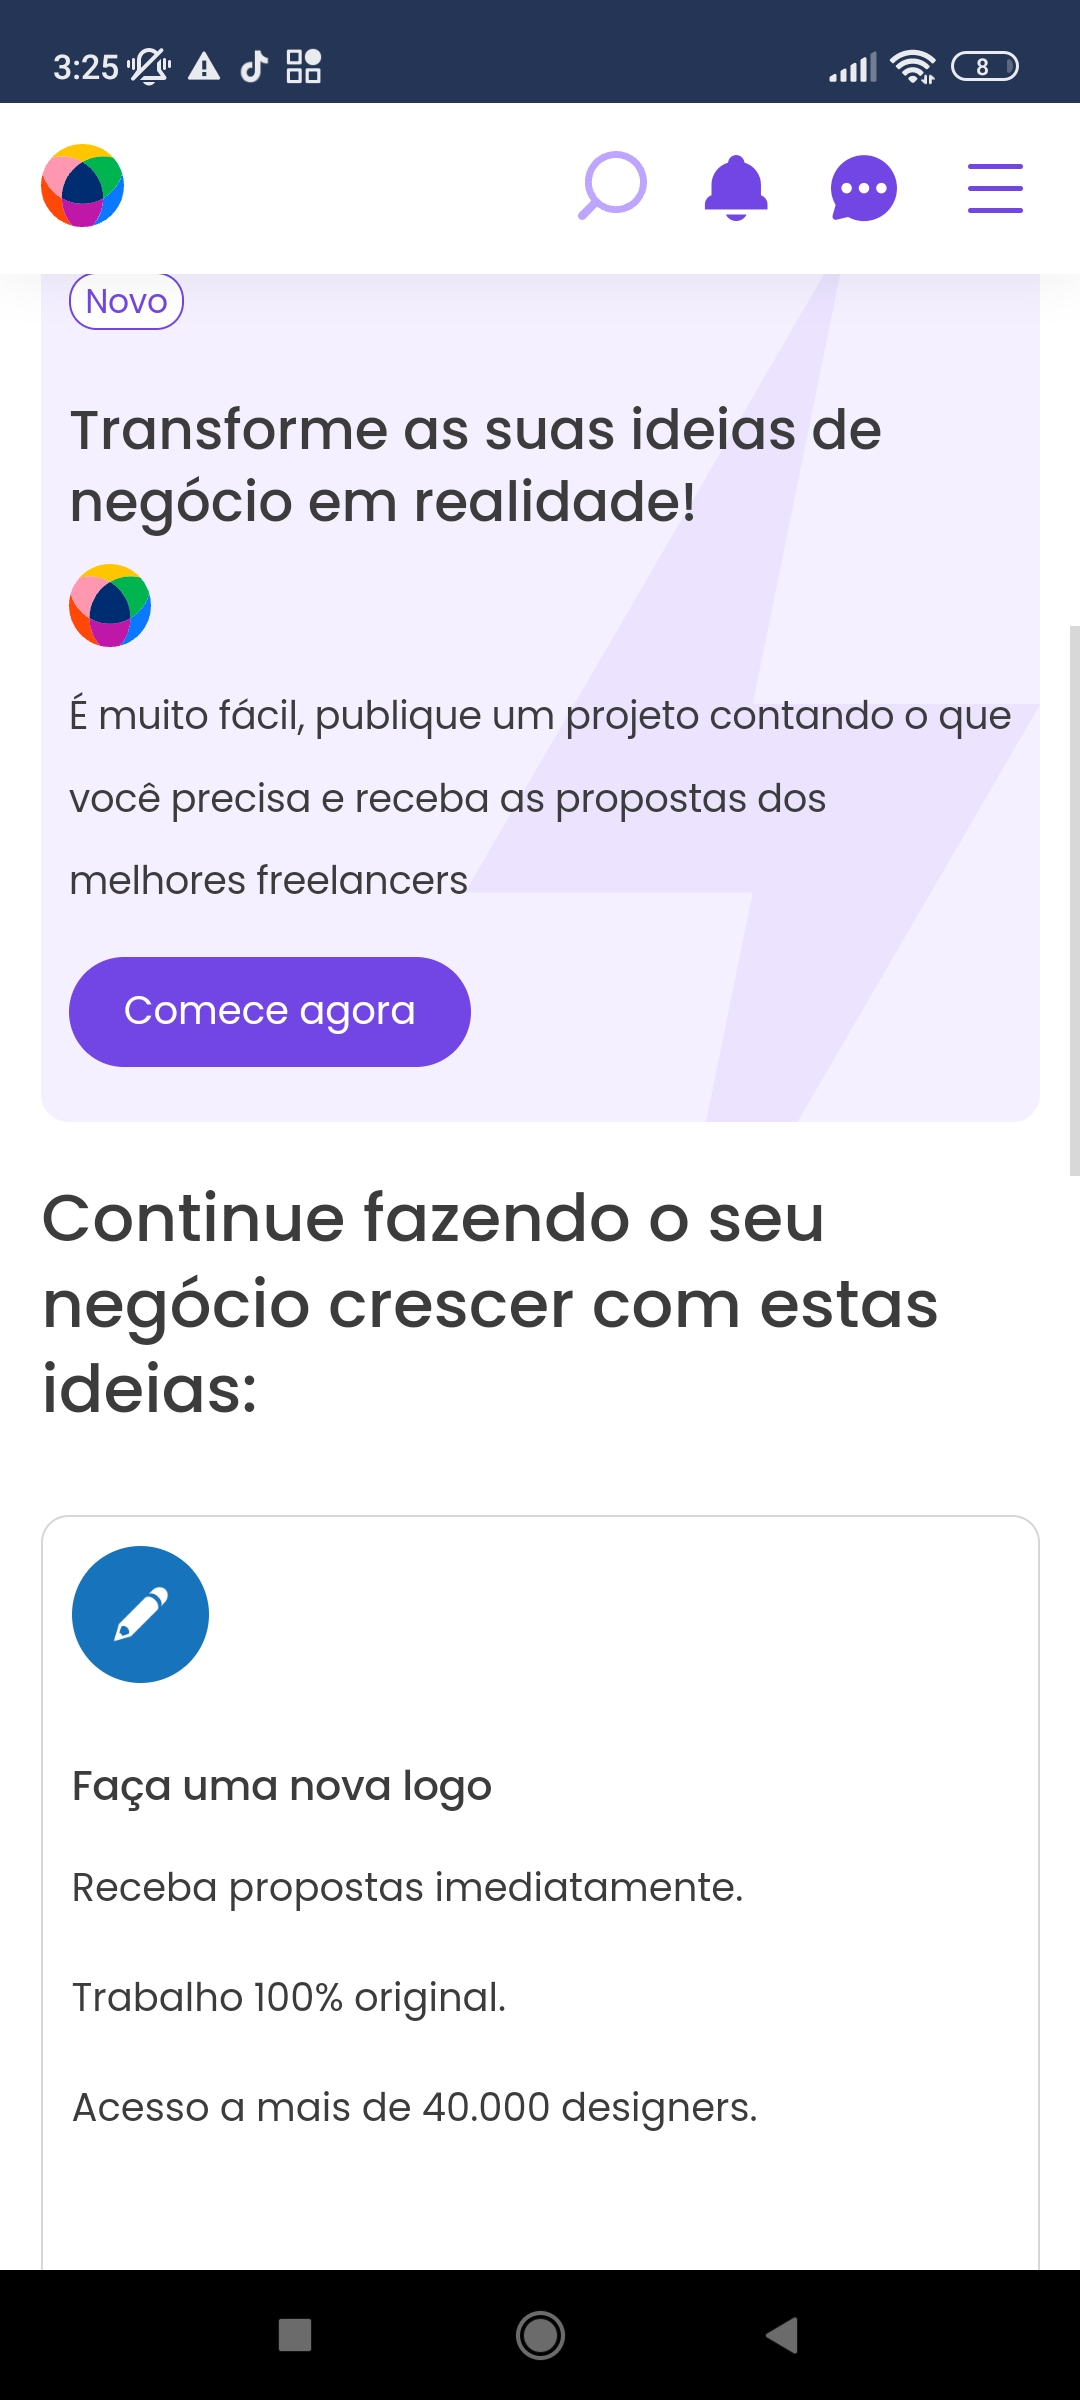 3:25
8
Novo
Transforme as suas ideias de
negócio em realidade!
É muito fácil, publique um projeto contando o que
você precisa e receba as propostas dos
melhores freelancers
Comece agora
Continue fazendo o seu
negócio crescer com estas
ideias:
Faça uma nova logo
Receba propostas imediatamente.
Trabalho 100% original.
Acesso a mais de 40.000 designers.